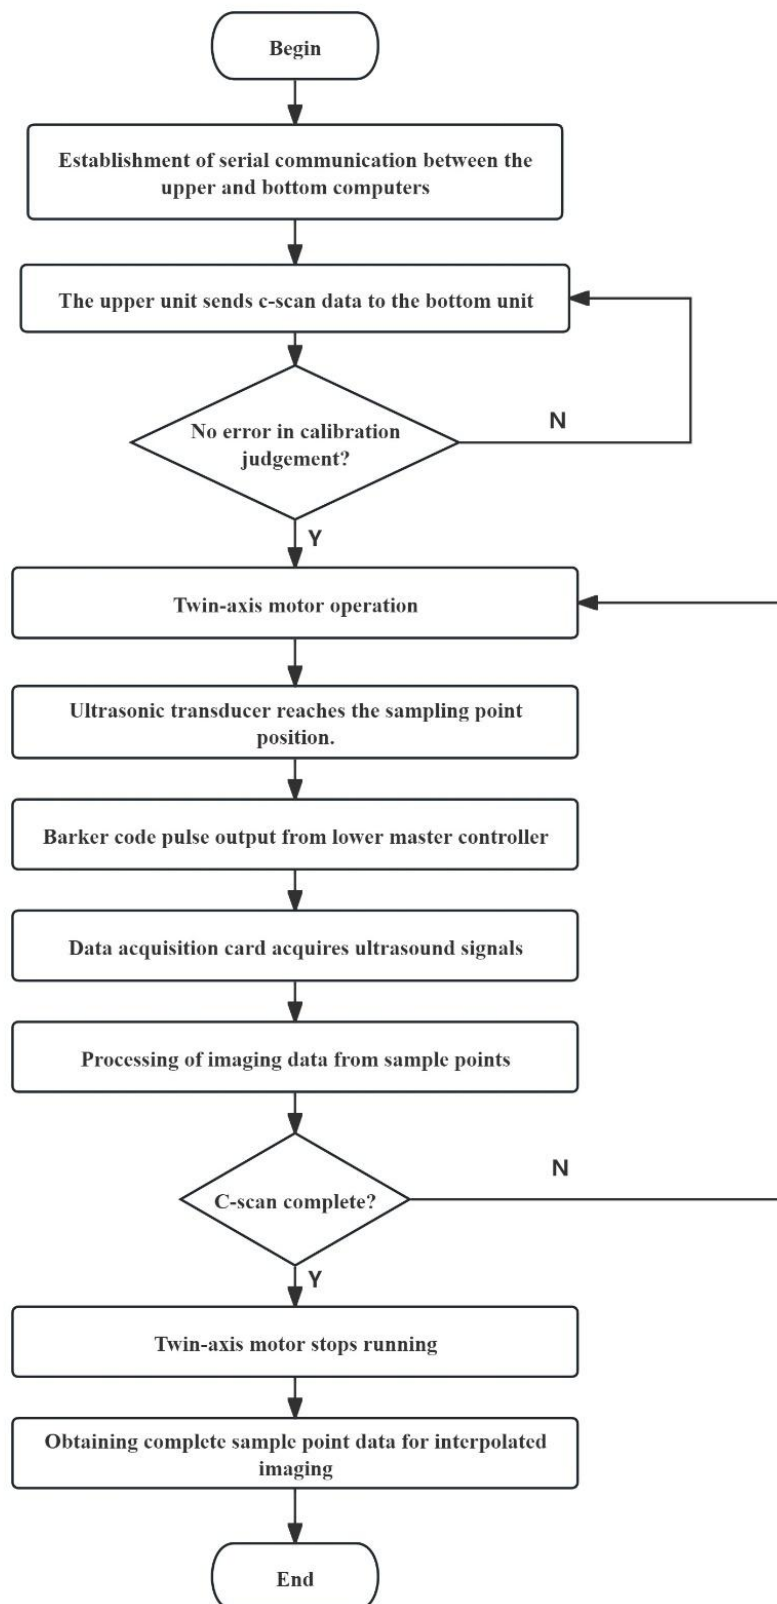 Begin
Establishment of serial communication between the
upper and bottom computers
The upper unit sends c-scan data to the bottom unit
No error in calibration
judgement?
N
Y
Twin-axis motor operation
Ultrasonic transducer reaches the sampling point
position.
Barker code pulse output from lower master controller
Data acquisition card acquires ultrasound signals
Processing of imaging data from sample points
C-scan complete?
N
Y
Twin-axis motor stops running
Obtaining complete sample point data for interpolated
imaging
End